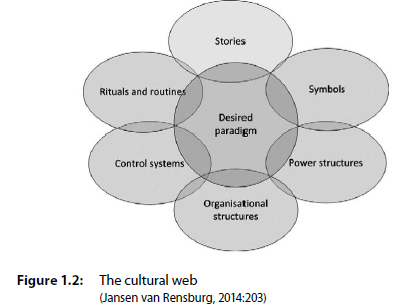 Stories
Rituals and routines
Symbols
Desired
paradigm
Control systems
Power structures
Organisational
structures
Figure 1.2: The cultural web
(Jansen van Rensburg, 2014:203)